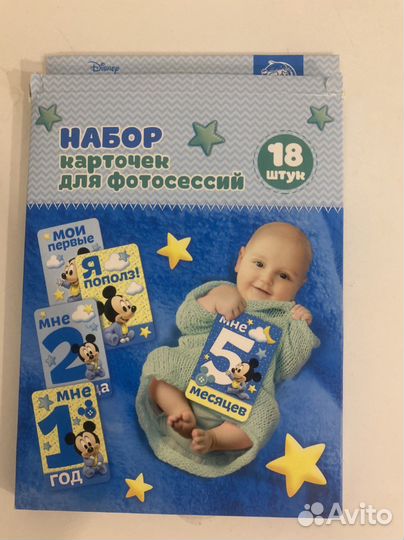 Disney
НАБОР
карточек
для фотосессий
18
штук
мои
первые
Я
пополз!
мне
2
мне
1
год
мне
5
месяцев
Avito